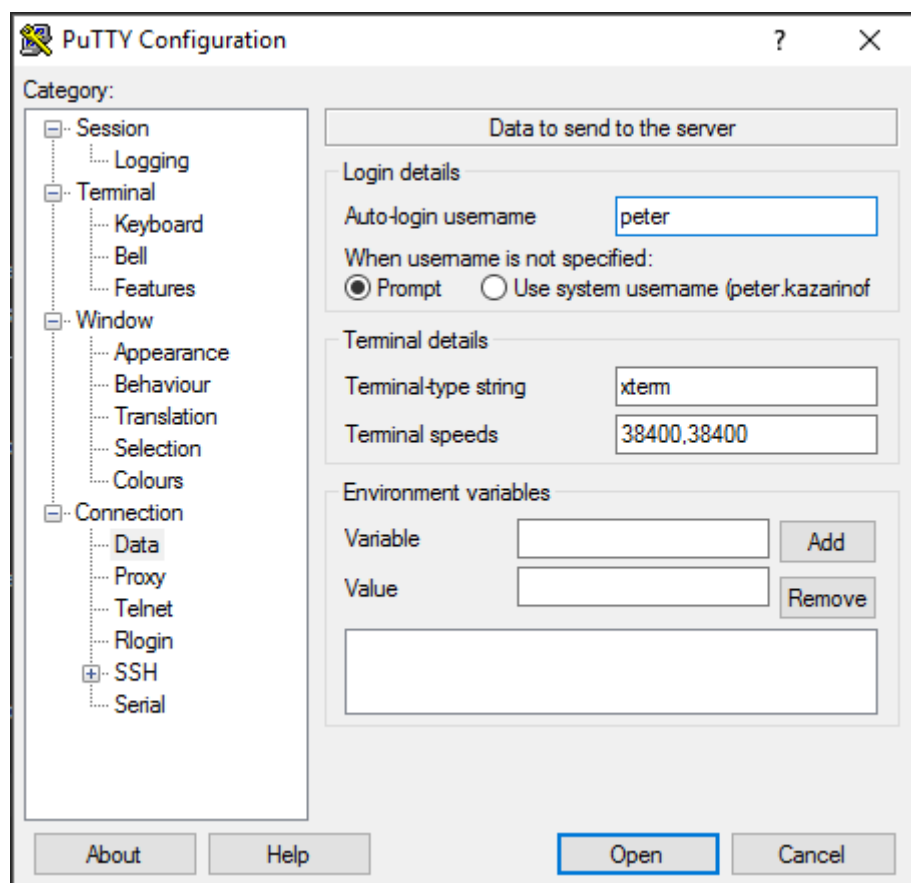 PuTTY Configuration
?
Category:
Session
Logging
Terminal
Keyboard
Bell
Features
Window
Appearance
Behaviour
Translation
Selection
Colours
Connection
Data
Proxy
Telnet
Rlogin
SSH
Serial
Data to send to the server
Login details
Auto-login username peter
When username is not specified:
Prompt Use system username (peter.kazarinof
Terminal details
Terminal-type string xterm
Terminal speeds 38400,38400
Environment variables
Variable Add
Value Remove
About Help Open Cancel